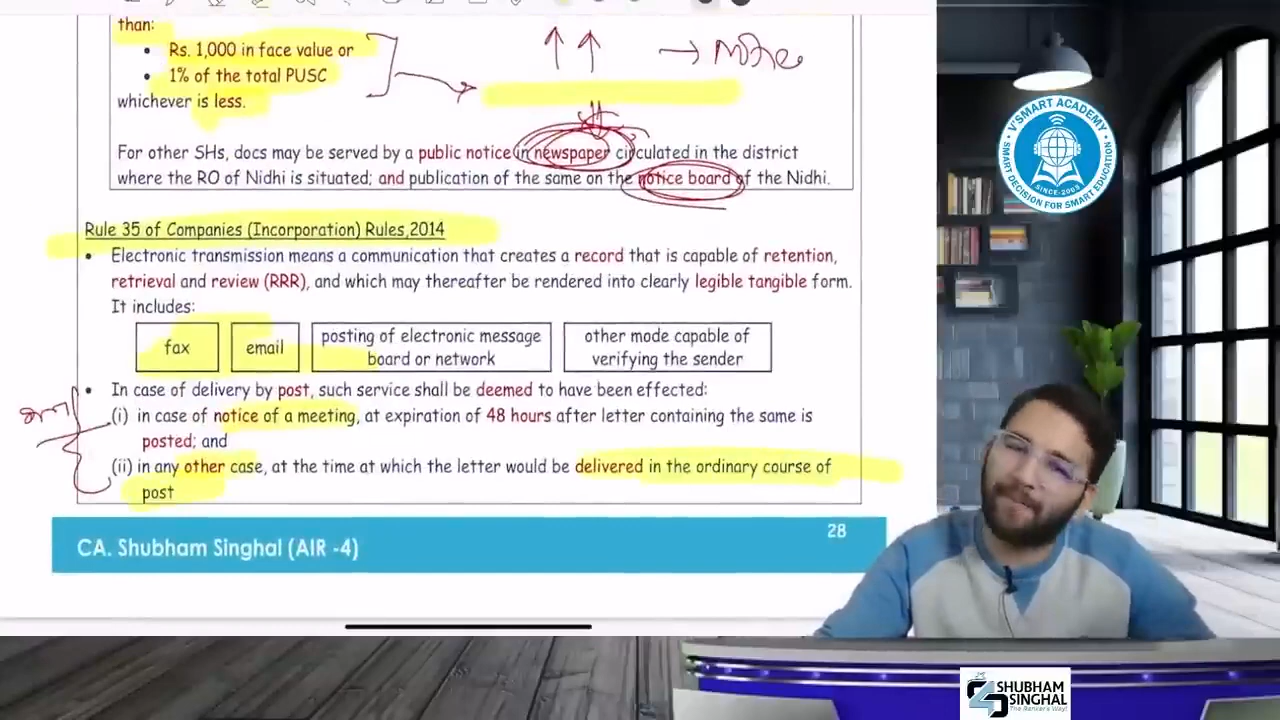 than:
• Rs. 1,000 in face value or
• 1% of the total PUSC
whichever is less.
For other SHs, docs may be served by a public notice in newspaper circulated in the district
where the RO of Nidhi is situated; and publication of the same on the notice board of the Nidhi.
Rule 35 of Companies (Incorporation) Rules,2014
• Electronic transmission means a communication that creates a record that is capable of retention,
retrieval and review (RRR), and which may thereafter be rendered into clearly legible tangible form.
It includes:
fax
email
posting of electronic message
board or network
other mode capable of
verifying the sender
• In case of delivery by post, such service shall be deemed to have been effected:
(i) in case of notice of a meeting, at expiration of 48 hours after letter containing the same is
posted; and
(ii) in any other case, at the time at which the letter would be delivered in the ordinary course of
post
28
CA. Shubham Singhal (AIR -4)
V'SMART ACADEMY
SINCE-2009
SMART DECISION FOR SMART EDUCATION
SHUBHAM
SINGHAL
The Ranker's Way!